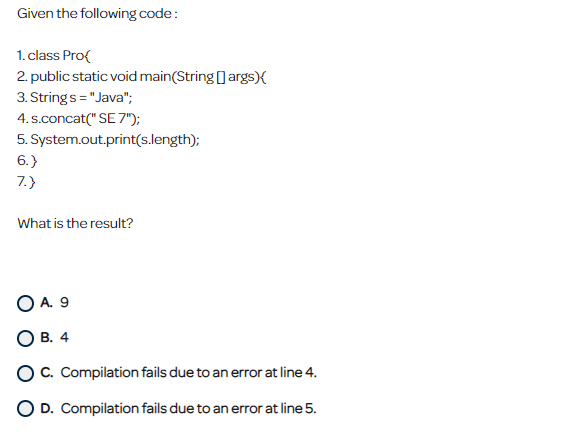 Given the following code :
1. class Pro{
2. public static void main(String [] args){
3. String s = "Java";
4. s.concat(" SE 7");
5. System.out.print(s.length);
6. }
7. }
What is the result?
A. 9
B. 4
C. Compilation fails due to an error at line 4.
D. Compilation fails due to an error at line 5.